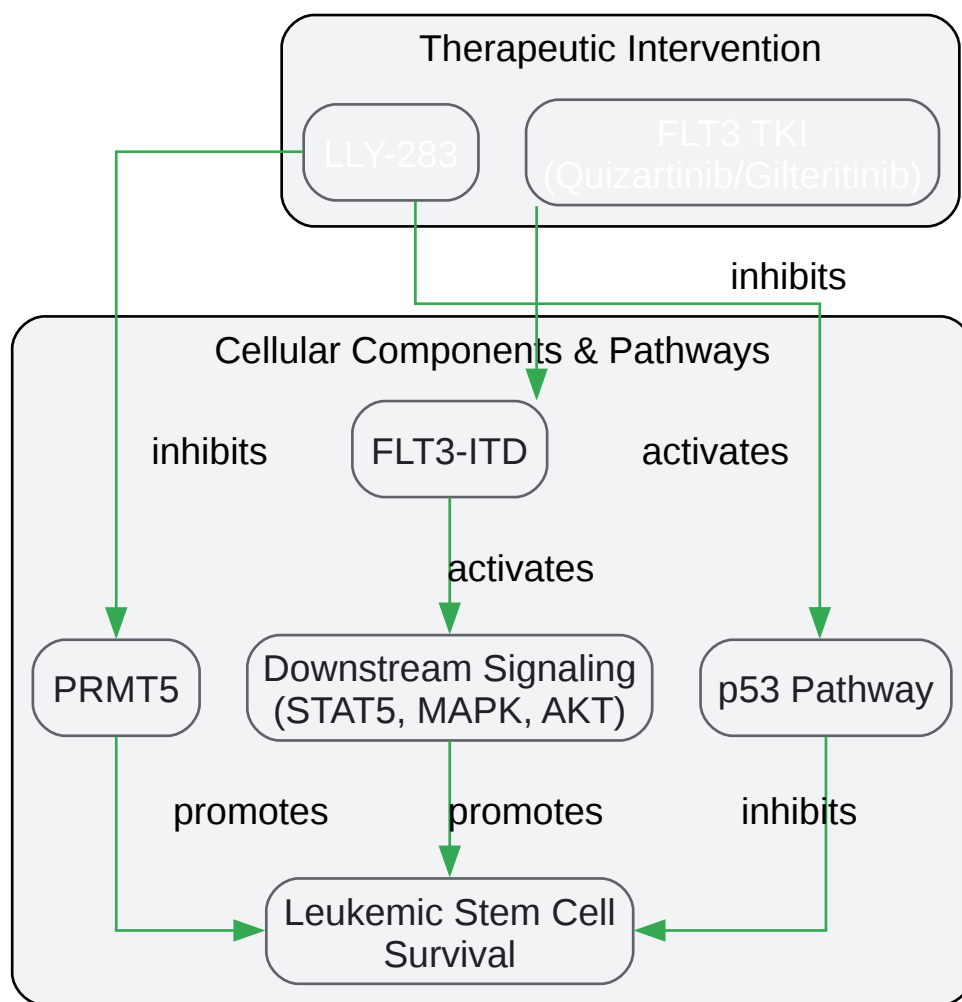 Therapeutic Intervention
LLY-283
FLT3 TKI
(Quizartinib/Gilteritinib)
inhibits
Cellular Components & Pathways
inhibits
FLT3-ITD
activates
activates
PRMT5
Downstream Signaling
(STAT5, MAPK, AKT)
p53 Pathway
promotes
promotes
inhibits
Leukemic Stem Cell
Survival